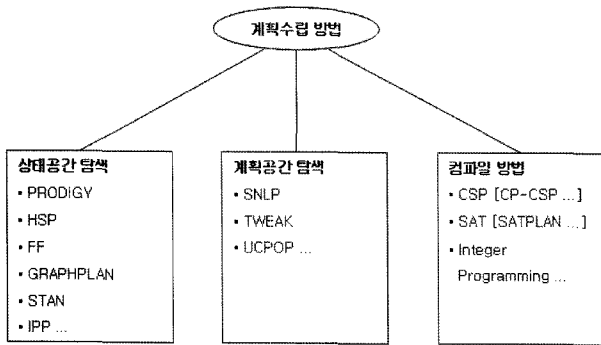 계획수립 방법
상태공간 탐색
• PRODIGY
• HSP
• FF
• GRAPHPLAN
• STAN
• IPP ...
계획공간 탐색
• SNLP
• TWEAK
• UCPOP ...
컴파일 방법
• CSP [CP-CSP ...]
• SAT [SATPLAN ...]
• Integer
Programming ...